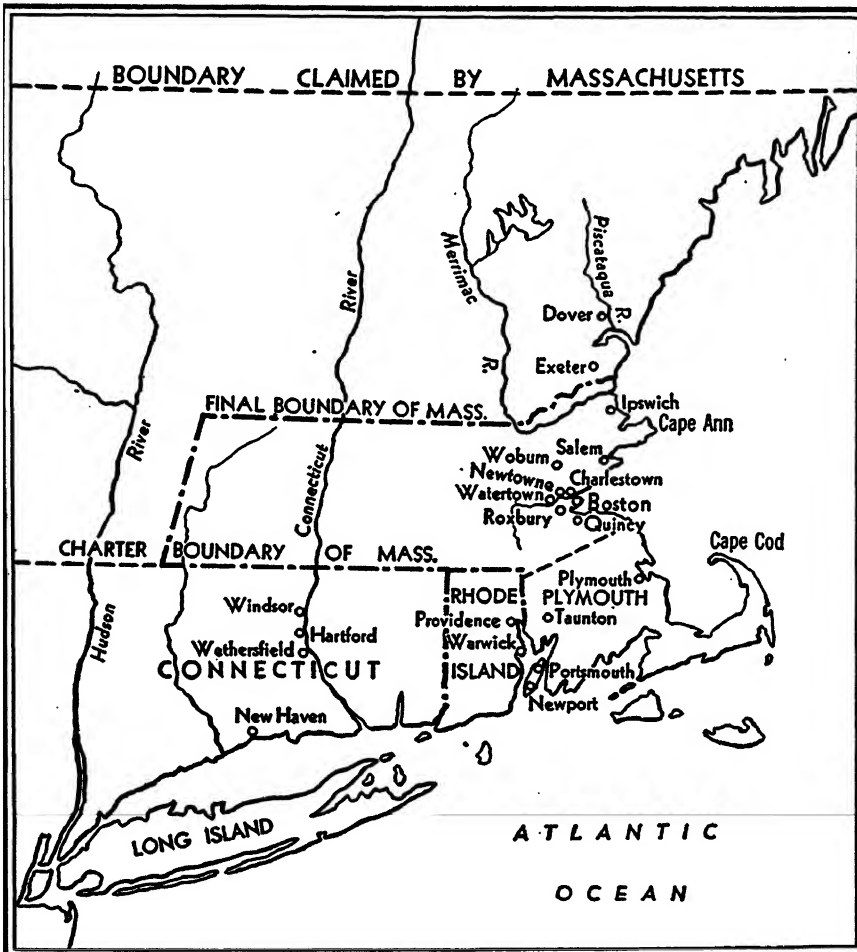 BOUNDARY CLAIMED BY MASSACHUSETTS
Piscataqua R.
Merrimac R.
River
Dover
Exeter
Ipswich
FINAL BOUNDARY OF MASS.
Cape Ann
Salem
Woburn
River
Connecticut
Newtowne
Charlestown
Watertown
Boston
Roxbury
Quincy
CHARTER BOUNDARY OF MASS.
Cape Cod
Plymouth
RHODE
PLYMOUTH
Windsor
Providence
Taunton
Hudson
Hartford
Warwick
Wethersfield
CONNECTICUT
ISLAND
Portsmouth
Newport
New Haven
LONG ISLAND
ATLANTIC
OCEAN